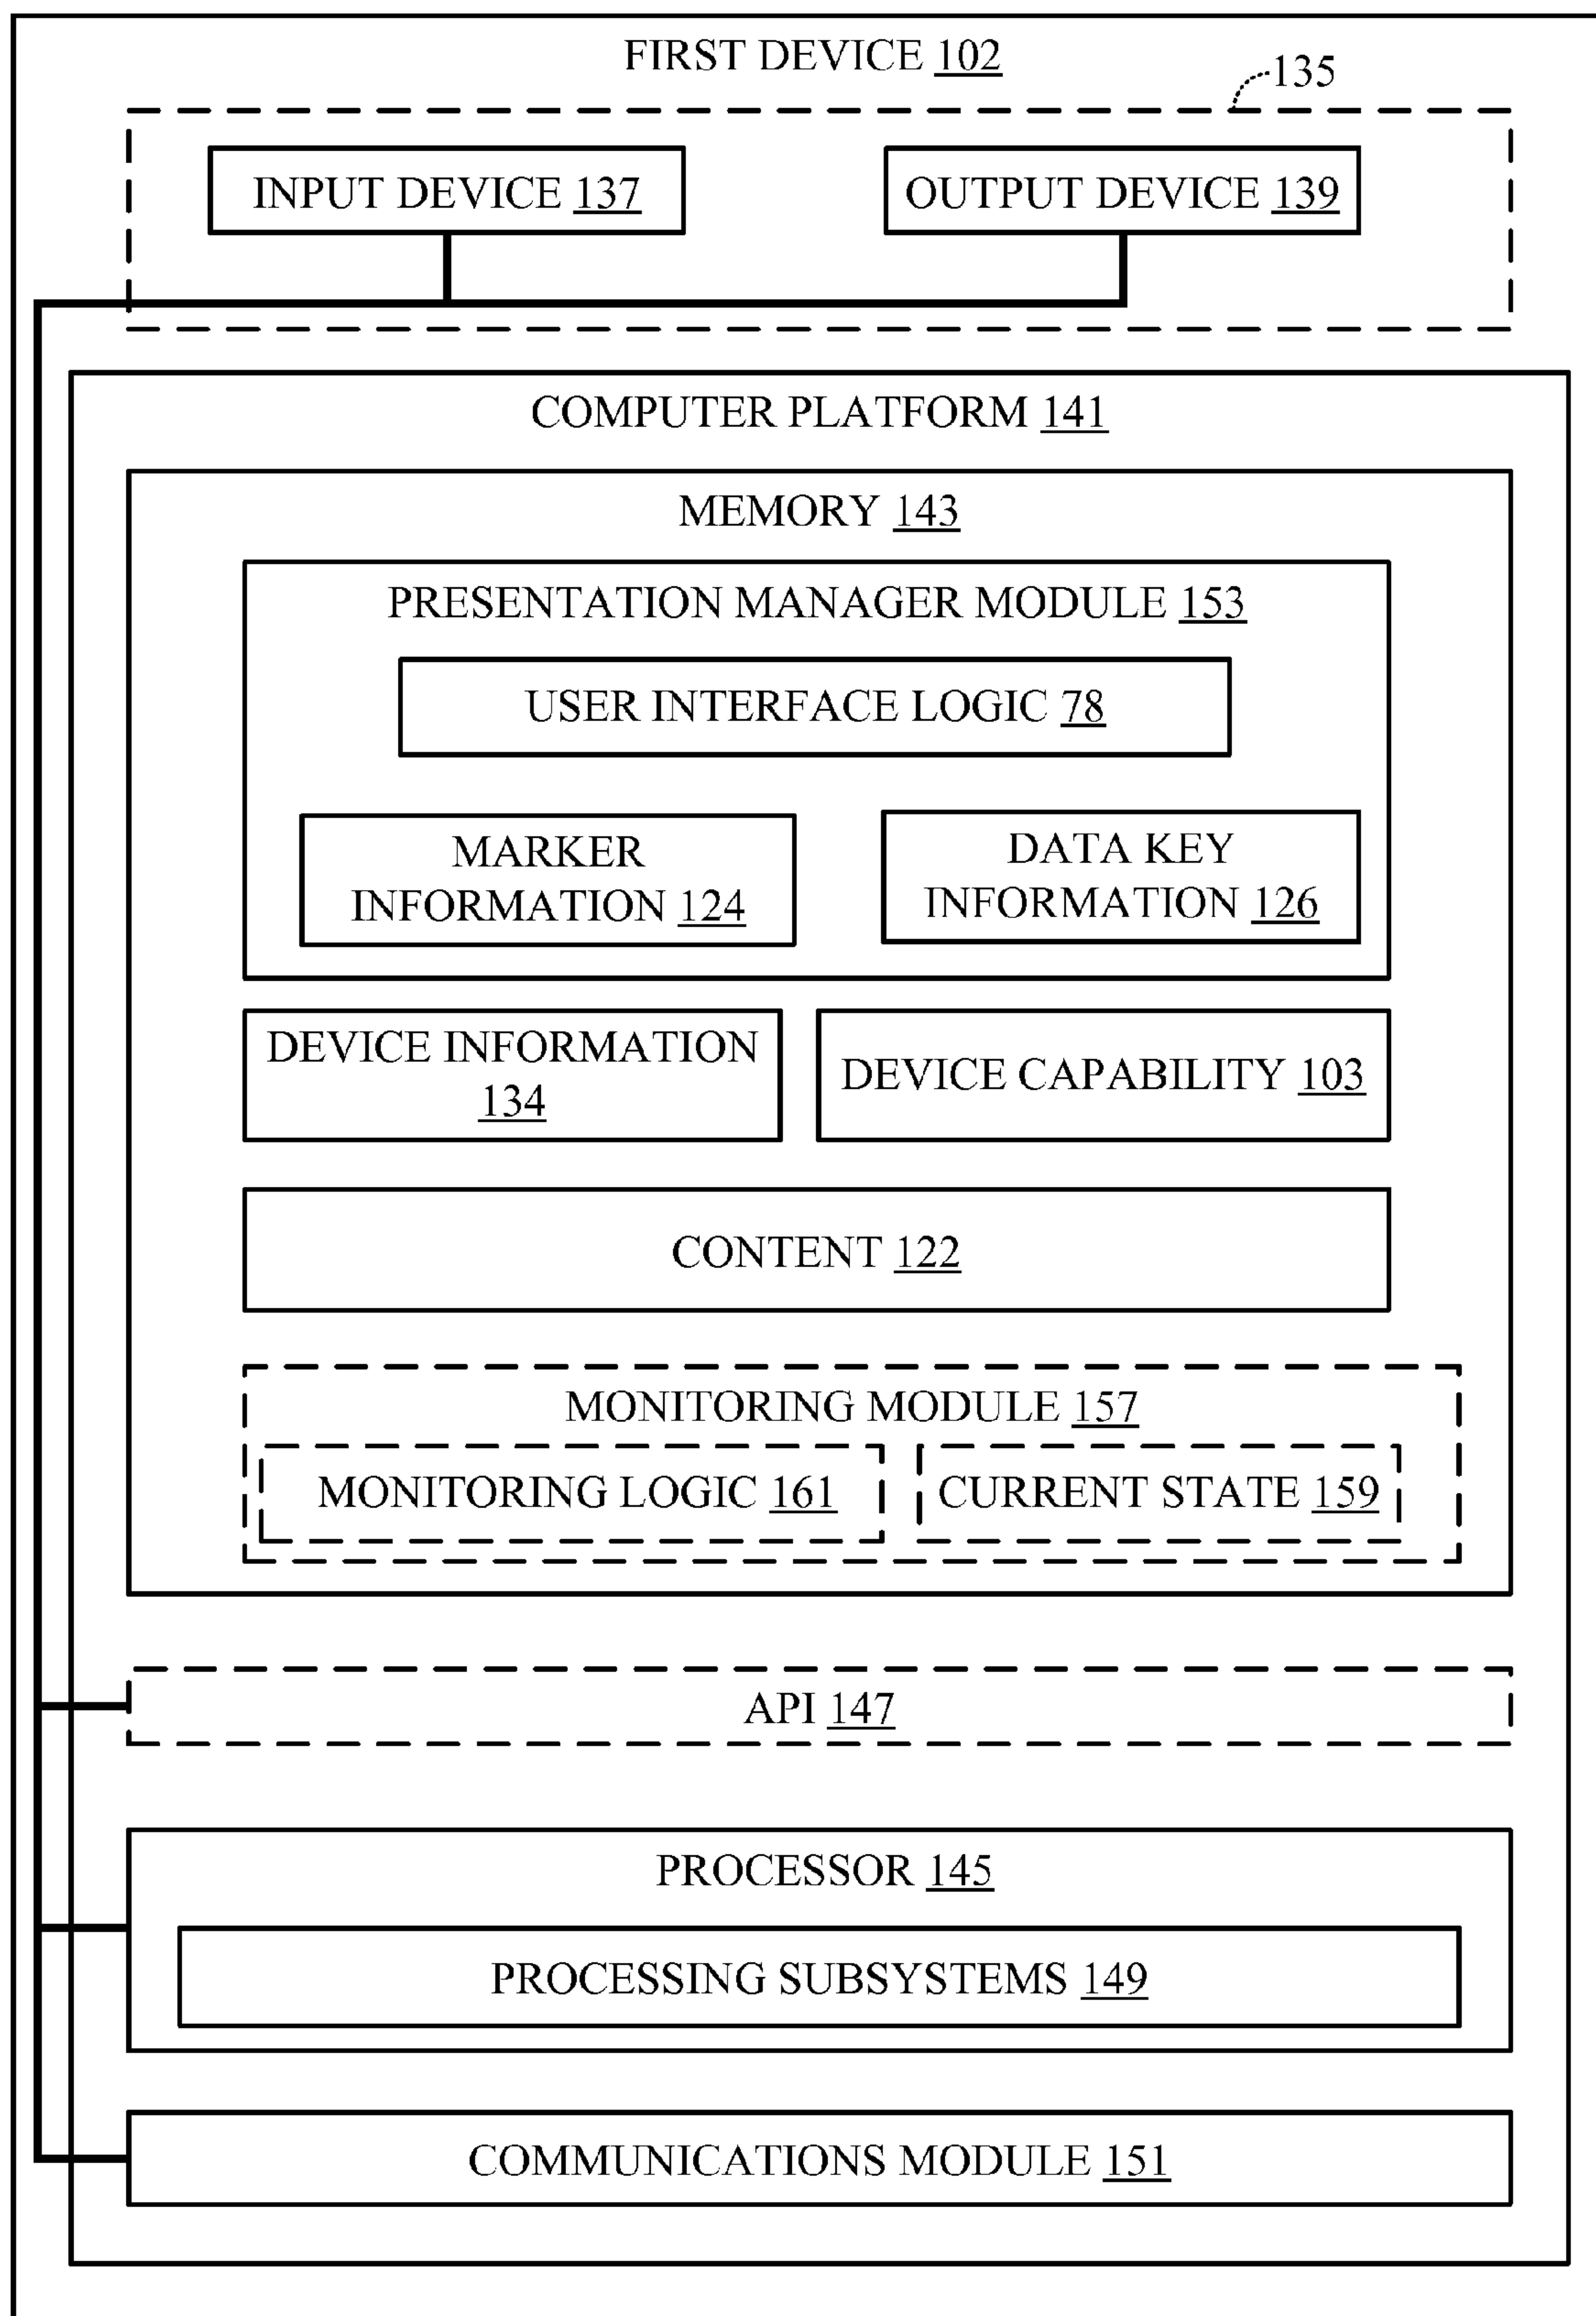 FIRST DEVICE 102
135
INPUT DEVICE 137
OUTPUT DEVICE 139
COMPUTER PLATFORM 141
MEMORY 143
PRESENTATION MANAGER MODULE 153
USER INTERFACE LOGIC 78
MARKER
INFORMATION 124
DATA KEY
INFORMATION 126
DEVICE INFORMATION
134
DEVICE CAPABILITY 103
CONTENT 122
MONITORING MODULE 157
MONITORING LOGIC 161
CURRENT STATE 159
API 147
PROCESSOR 145
PROCESSING SUBSYSTEMS 149
COMMUNICATIONS MODULE 151